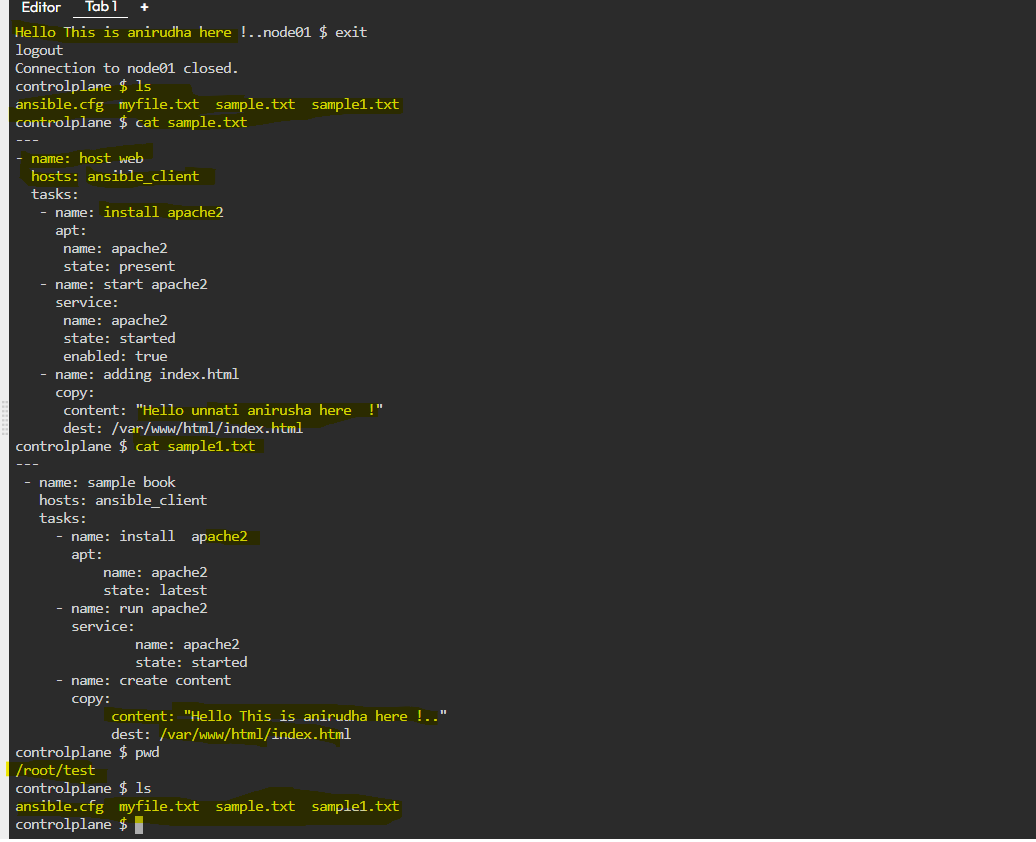 Editor Tab 1 +
Hello This is anirudha here !..node01 $ exit
logout
Connection to node01 closed.
controlplane $ ls
ansible.cfg  myfile.txt  sample.txt  sample1.txt
controlplane $ cat sample.txt
---
- name: host web
  hosts: ansible_client
  tasks:
   - name: install apache2
     apt:
      name: apache2
      state: present
   - name: start apache2
     service:
      name: apache2
      state: started
      enabled: true
   - name: adding index.html
     copy:
      content: "Hello unnati anirusha here  !"
      dest: /var/www/html/index.html
controlplane $ cat sample1.txt
---
 - name: sample book
   hosts: ansible_client
   tasks:
     - name: install  apache2
       apt:
           name: apache2
           state: latest
     - name: run apache2
       service:
               name: apache2
               state: started
     - name: create content
       copy:
            content: "Hello This is anirudha here !.."
            dest: /var/www/html/index.html
controlplane $ pwd
/root/test
controlplane $ ls
ansible.cfg  myfile.txt  sample.txt  sample1.txt
controlplane $